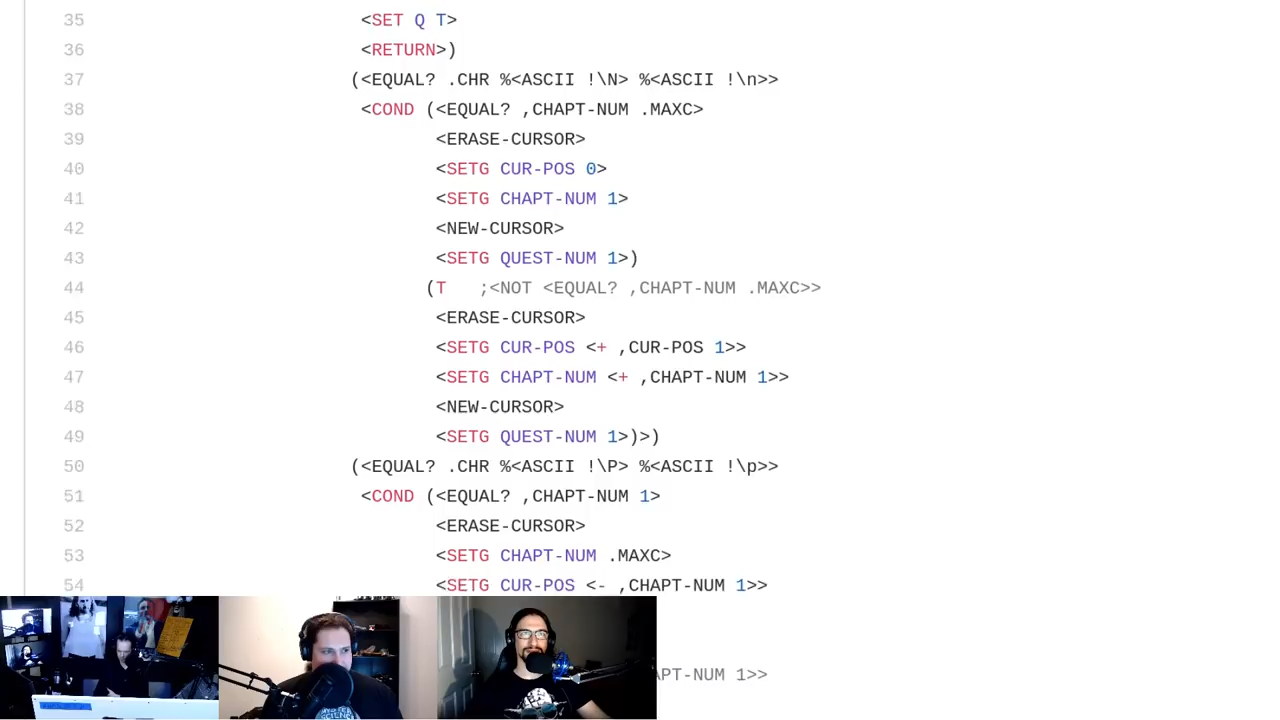 35 <SET Q T>
36 <RETURN>)
37 (<EQUAL? .CHR %<ASCII !\N> %<ASCII !\n>>
38 <COND (<EQUAL? ,CHAPT-NUM .MAXC>
39 <ERASE-CURSOR>
40 <SETG CUR-POS 0>
41 <SETG CHAPT-NUM 1>
42 <NEW-CURSOR>
43 <SETG QUEST-NUM 1>)
44 (T ;<NOT <EQUAL? ,CHAPT-NUM .MAXC>>
45 <ERASE-CURSOR>
46 <SETG CUR-POS <+ ,CUR-POS 1>>
47 <SETG CHAPT-NUM <+ ,CHAPT-NUM 1>>
48 <NEW-CURSOR>
49 <SETG QUEST-NUM 1>)>)
50 (<EQUAL? .CHR %<ASCII !\P> %<ASCII !\p>>
51 <COND (<EQUAL? ,CHAPT-NUM 1>
52 <ERASE-CURSOR>
53 <SETG CHAPT-NUM .MAXC>
54 <SETG CUR-POS <- ,CHAPT-NUM 1>>
APT-NUM 1>>
SCIENCE